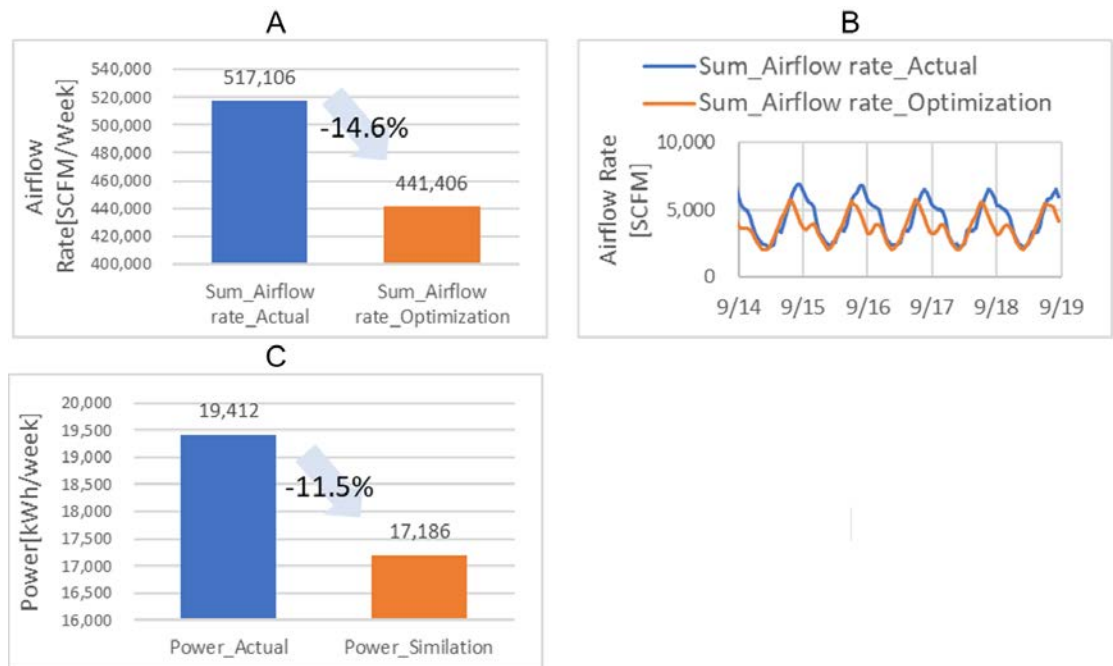 A
540,000
520,000
500,000
480,000
460,000
440,000
420,000
400,000
Airflow
Rate[SCFM/Week]
517,106
-14.6%
441,406
Sum_Airflow
rate_Actual
Sum_Airflow
rate_Optimization
B
Sum_Airflow rate_Actual
Sum_Airflow rate_Optimization
Airflow Rate
[SCFM]
10,000
5,000
0
9/14 9/15 9/16 9/17 9/18 9/19
C
20,000
19,500
19,000
18,500
18,000
17,500
17,000
16,500
16,000
Power[kWh/week]
19,412
-11.5%
17,186
Power_Actual
Power_Similation